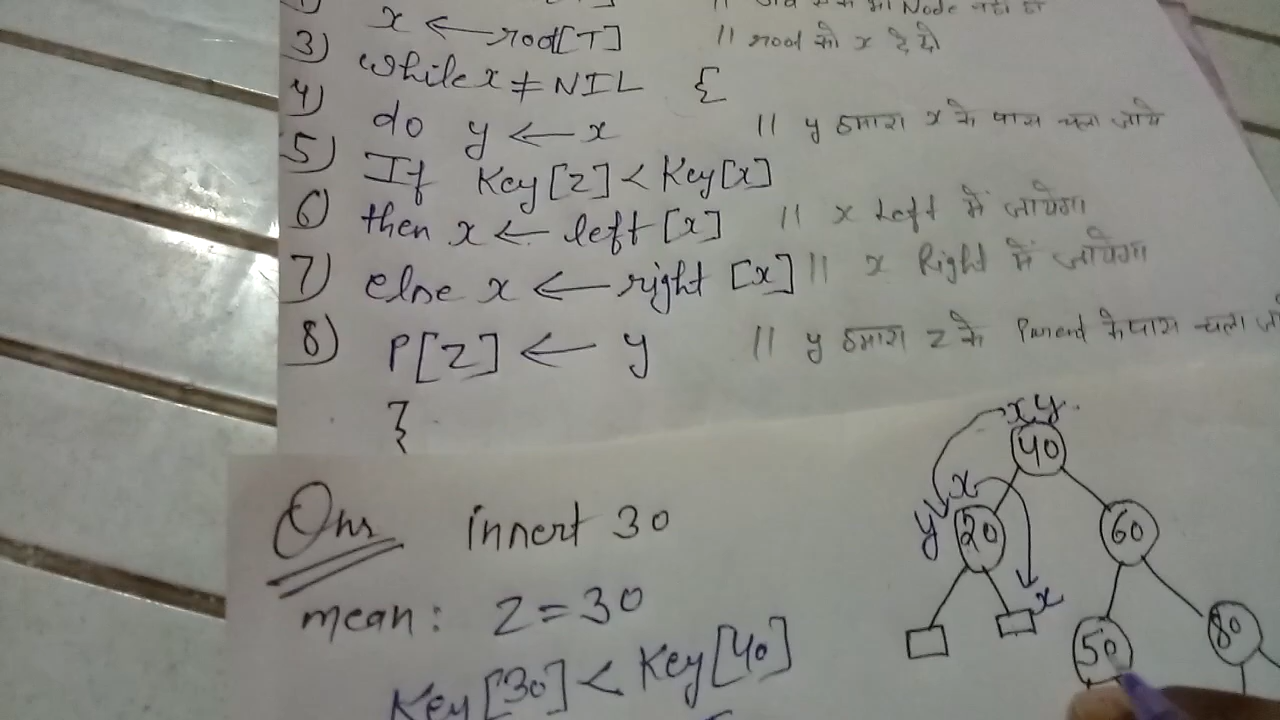 // Node नही हो
x ← root[T] // root को x दे दो
3) while x ≠ NIL {
4) do y ← x // y हमारा x के पास चला जाये
5) If Key[z] < Key[x]
6) then x ← left [x] // x Left में जायेगा
7) else x ← right [x] // x Right में जायेगा
8) P[z] ← y // y हमारा z के Parent के पास चला
}
Ans insert 30
mean: z = 30
Key[30] < Key[40]
x y
40
x
y 20 60
x
50 80